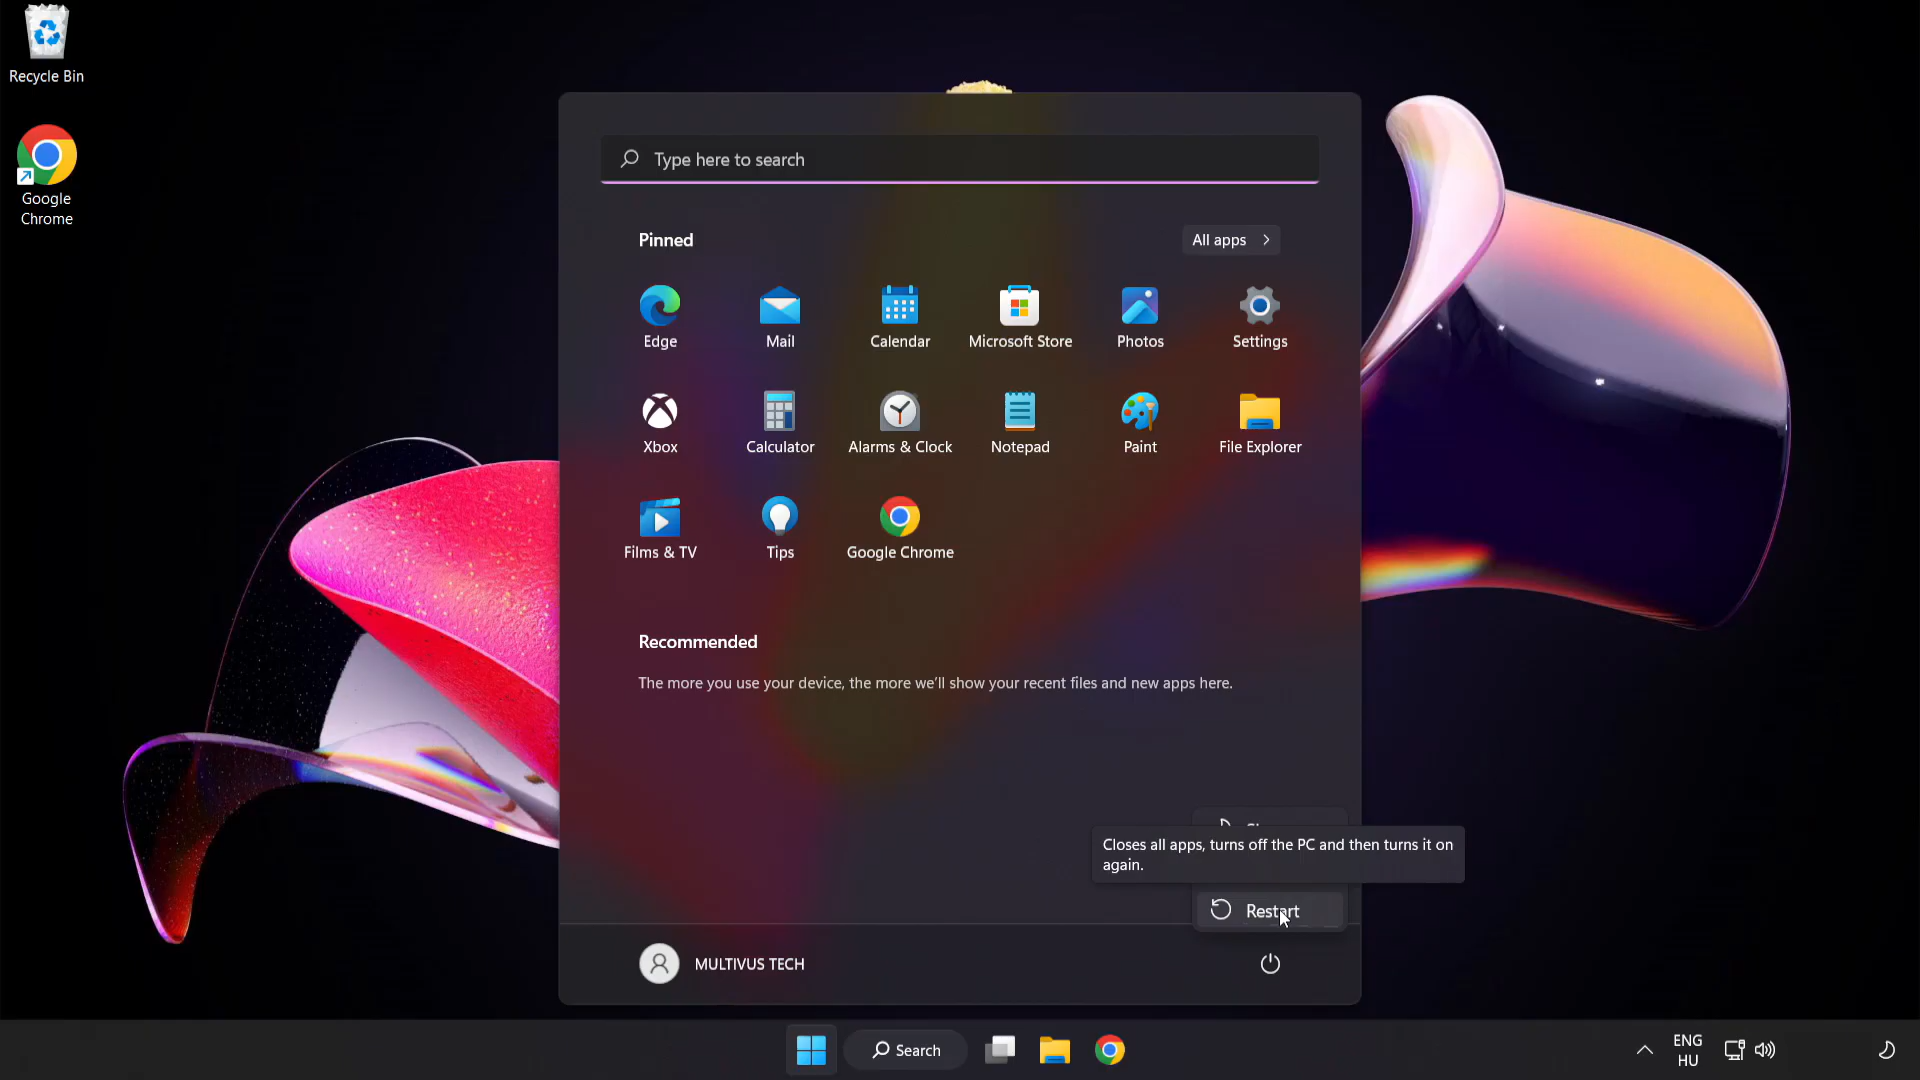 Recycle Bin
Google
Chrome
Type here to search
Pinned
All apps
Edge
Mail
Calendar
Microsoft Store
Photos
Settings
Xbox
Calculator
Alarms & Clock
Notepad
Paint
File Explorer
Films & TV
Tips
Google Chrome
Recommended
The more you use your device, the more we'll show your recent files and new apps here.
Closes all apps, turns off the PC and then turns it on
again.
Restart
MULTIVUS TECH
Search
ENG
HU